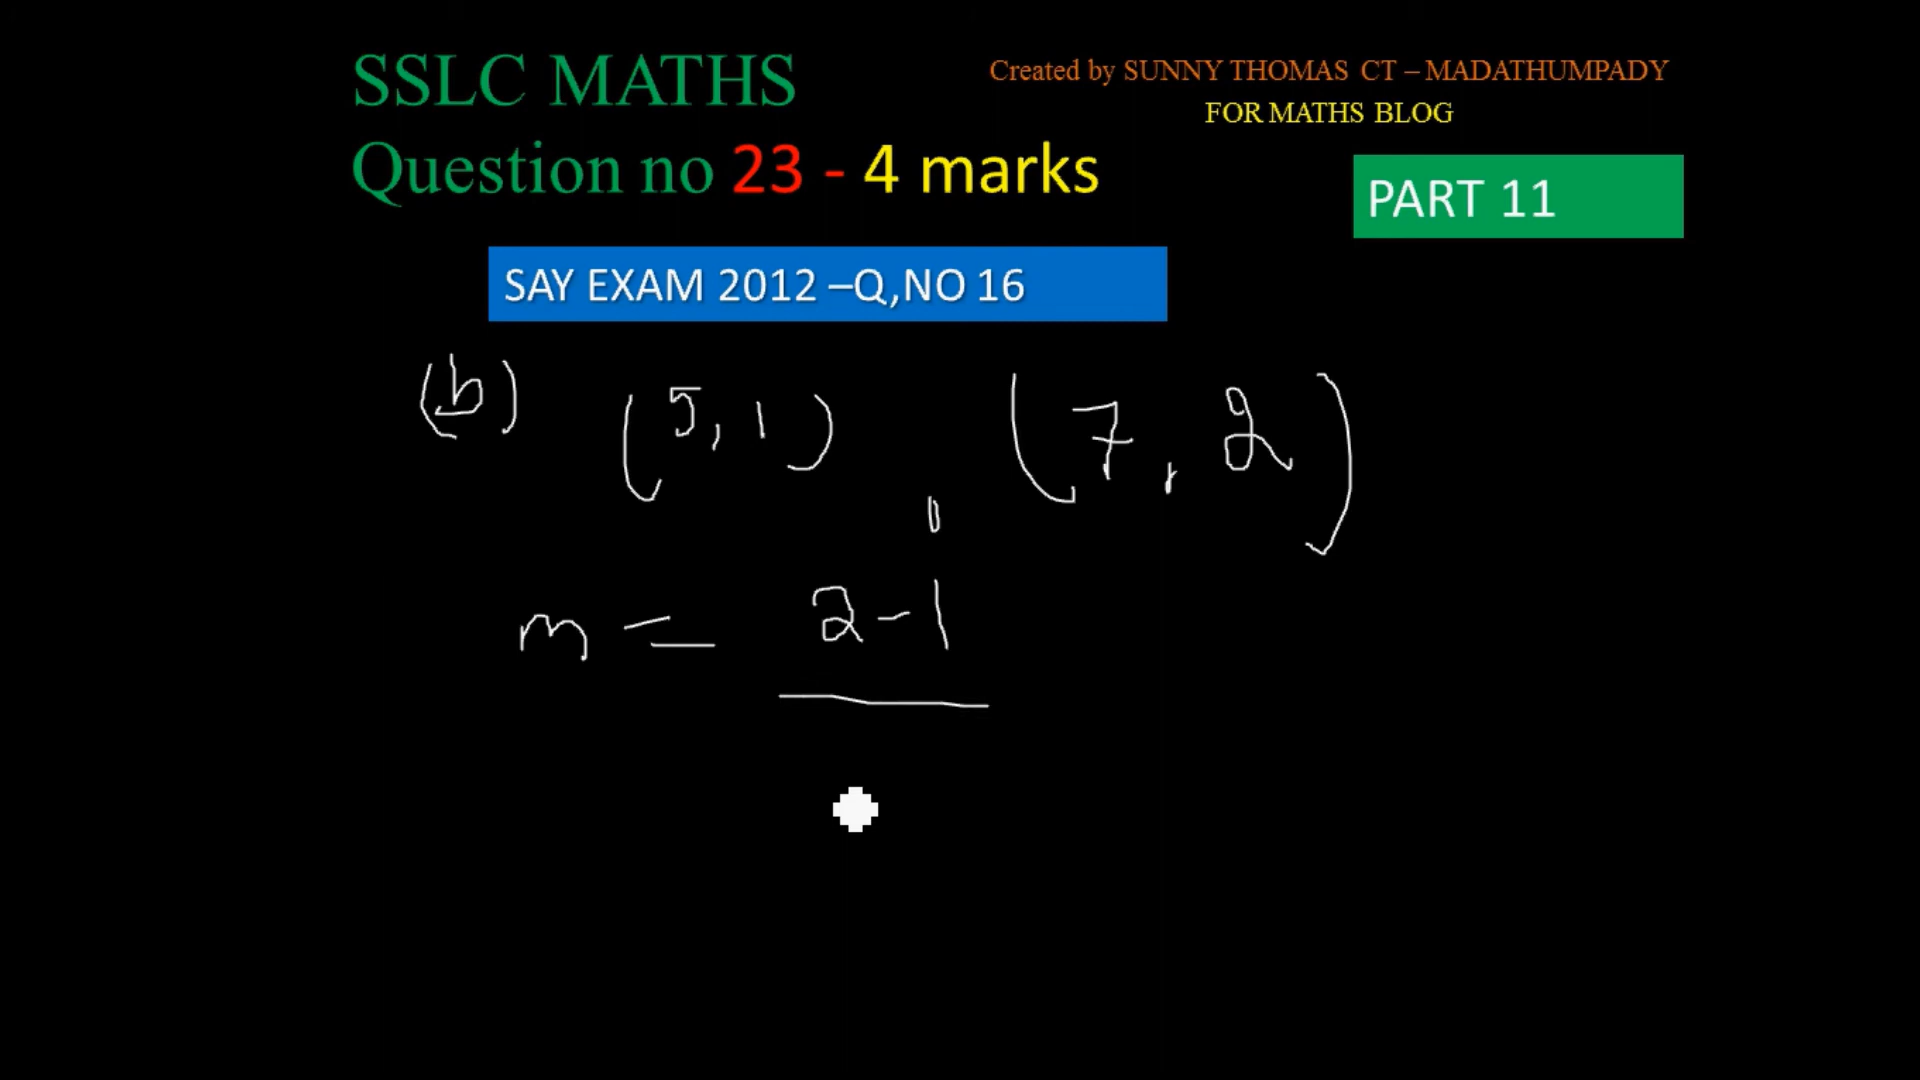 SSLC MATHS
Created by SUNNY THOMAS CT – MADATHUMPADY
FOR MATHS BLOG
Question no 23 - 4 marks
PART 11
SAY EXAM 2012 –Q,NO 16
(b) (5,1) , (7,2)
m = 2-1